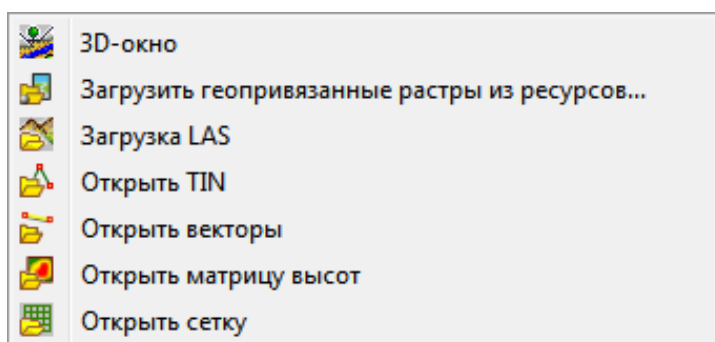 3D-окно
Загрузить геопривязанные растры из ресурсов...
Загрузка LAS
Открыть TIN
Открыть векторы
Открыть матрицу высот
Открыть сетку